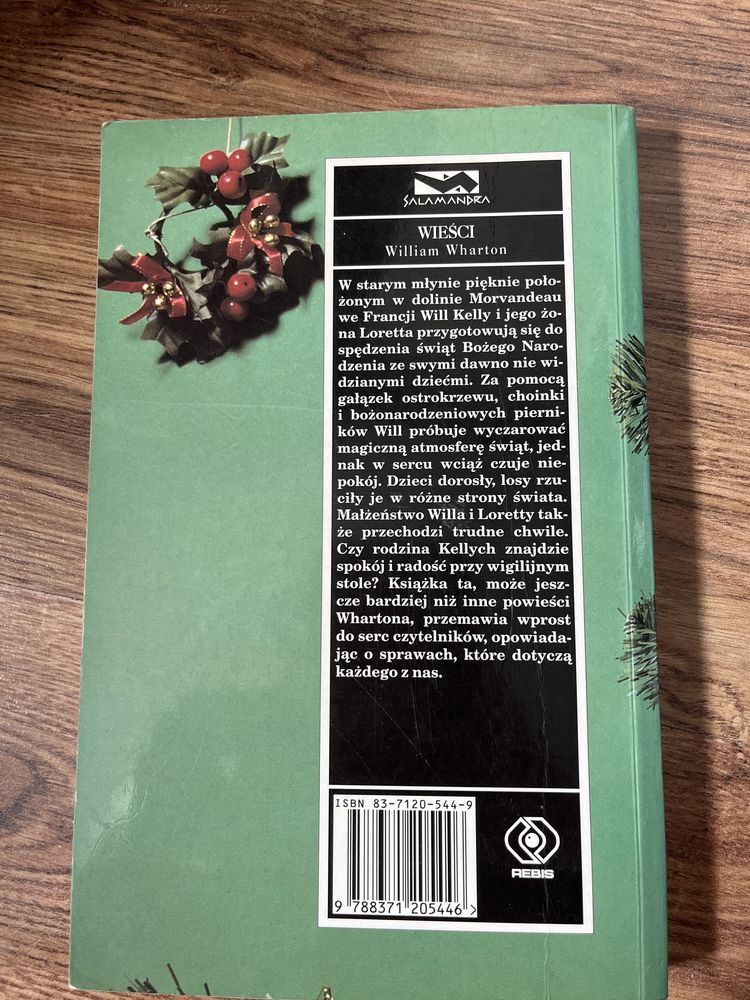 SALAMANDRA
WIEŚCI
William Wharton
W starym młynie pięknie poło-
żonym w dolinie Morvandeau
we Francji Will Kelly i jego żo-
na Loretta przygotowują się do
spędzenia świąt Bożego Naro-
dzenia ze swymi dawno nie wi-
dzianymi dziećmi. Za pomocą
gałązek ostrokrzewu, choinki
i bożonarodzeniowych pierni-
ków Will próbuje wyczarować
magiczną atmosferę świąt, jed-
nak w sercu wciąż czuje nie-
pokój. Dzieci dorosły, losy rzu-
ciły je w różne strony świata.
Małżeństwo Willa i Loretty tak-
że przechodzi trudne chwile.
Czy rodzina Kellych znajdzie
spokój i radość przy wigilijnym
stole? Książka ta, może jesz-
cze bardziej niż inne powieści
Whartona, przemawia wprost
do serc czytelników, opowiada-
jąc o sprawach, które dotyczą
każdego z nas.
ISBN 83-7120-544-9
9 788371 205446 >
REBIS